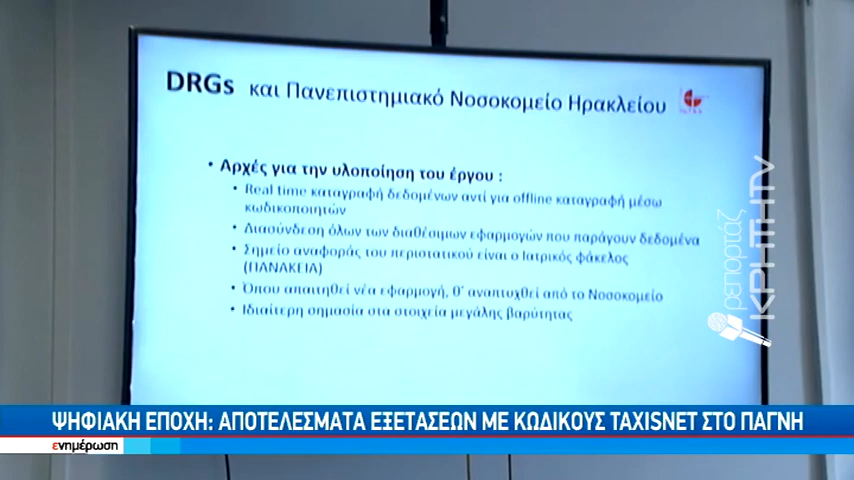 DRGs και Πανεπιστημιακό Νοσοκομείο Ηρακλείου
• Αρχές για την υλοποίηση του έργου :
• Real time καταγραφή δεδομένων αντί για offline καταγραφή μέσω
κωδικοποιητών
• Διασύνδεση όλων των διαθέσιμων εφαρμογών που παράγουν δεδομένα
• Σημείο αναφοράς του περιστατικού είναι ο Ιατρικός φάκελος
(ΠΑΝΑΚΕΙΑ)
• Όπου απαιτηθεί νέα εφαρμογή, θ' αναπτυχθεί από το Νοσοκομείο
• Ιδιαίτερη σημασία στα στοιχεία μεγάλης βαρύτητας
ρεπορτάζ
ΚΡΗΤΗTV
ΨΗΦΙΑΚΗ ΕΠΟΧΗ: ΑΠΟΤΕΛΕΣΜΑΤΑ ΕΞΕΤΑΣΕΩΝ ΜΕ ΚΩΔΙΚΟΥΣ TAXISNET ΣΤΟ ΠΑΓΝΗ
ενημέρωση